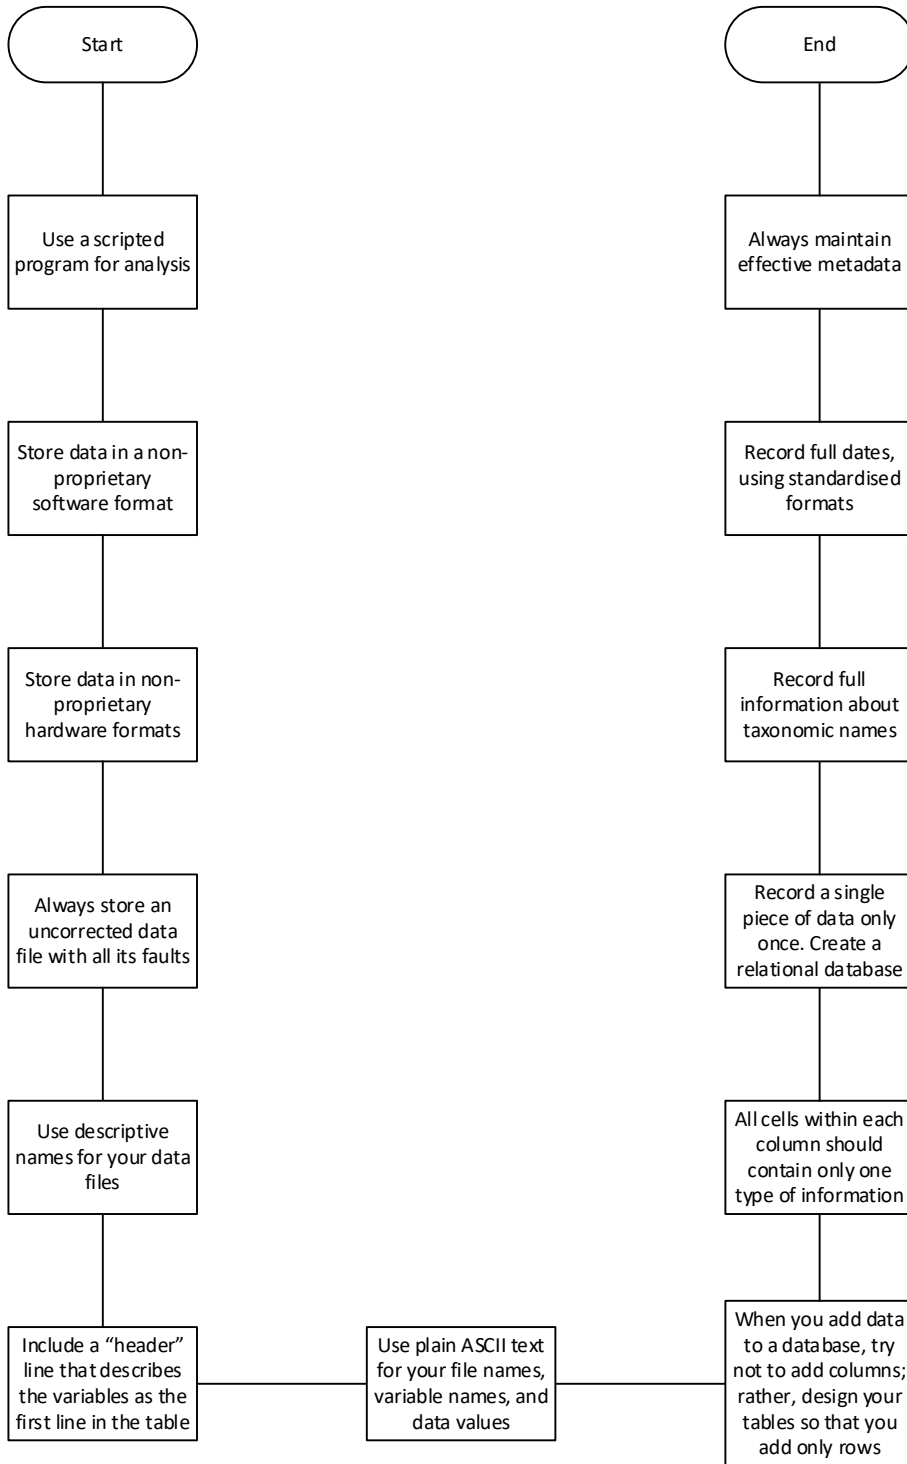 Start
Use a scripted
program for analysis
Store data in a non-
proprietary
software format
Store data in non-
proprietary
hardware formats
Always store an
uncorrected data
file with all its faults
Use descriptive
names for your data
files
Include a “header”
line that describes
the variables as the
first line in the table
Use plain ASCII text
for your file names,
variable names, and
data values
When you add data
to a database, try
not to add columns;
rather, design your
tables so that you
add only rows
All cells within each
column should
contain only one
type of information
Record a single
piece of data only
once. Create a
relational database
Record full
information about
taxonomic names
Record full dates,
using standardised
formats
Always maintain
effective metadata
End